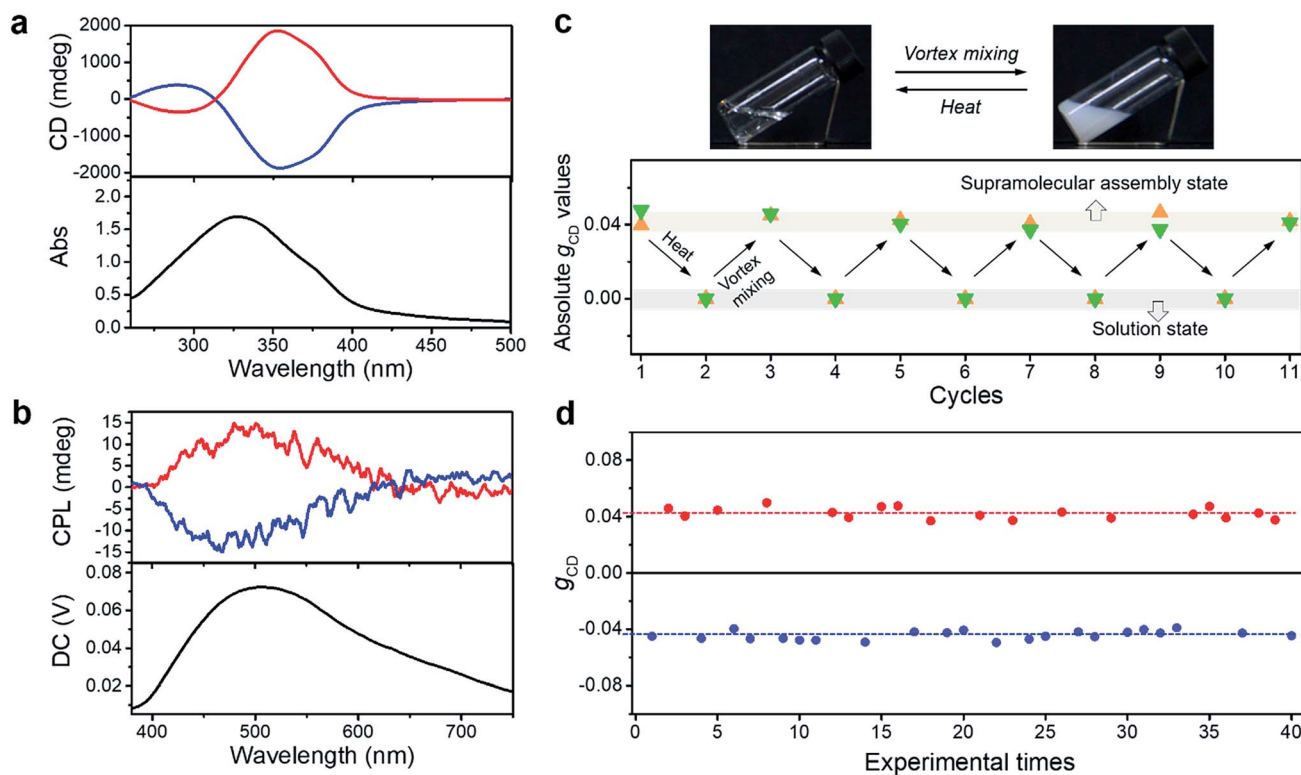 a
2000
1000
0
-1000
-2000
CD (mdeg)
2.0
1.5
1.0
0.5
0.0
Abs
300 350 400 450 500
Wavelength (nm)
b
15
10
5
0
-5
-10
-15
CPL (mdeg)
0.08
0.06
0.04
0.02
DC (V)
400 500 600 700
Wavelength (nm)
c
Vortex mixing
Heat
Absolute gCD values
0.04
0.00
Supramolecular assembly state
Heat
Vortex
mixing
Solution state
1 2 3 4 5 6 7 8 9 10 11
Cycles
d
0.08
0.04
0.00
-0.04
-0.08
gCD
0 5 10 15 20 25 30 35 40
Experimental times